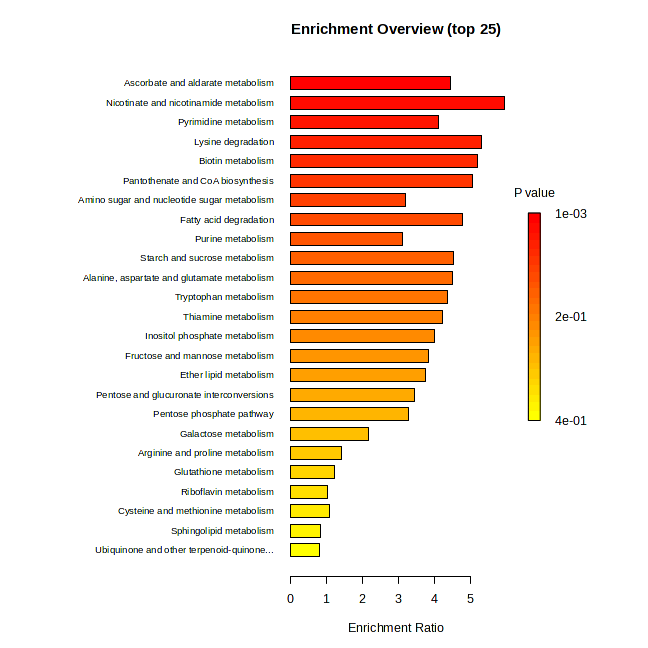 Enrichment Overview (top 25)
Ascorbate and aldarate metabolism
Nicotinate and nicotinamide metabolism
Pyrimidine metabolism
Lysine degradation
Biotin metabolism
Pantothenate and CoA biosynthesis
Amino sugar and nucleotide sugar metabolism
Fatty acid degradation
Purine metabolism
Starch and sucrose metabolism
Alanine, aspartate and glutamate metabolism
Tryptophan metabolism
Thiamine metabolism
Inositol phosphate metabolism
Fructose and mannose metabolism
Ether lipid metabolism
Pentose and glucuronate interconversions
Pentose phosphate pathway
Galactose metabolism
Arginine and proline metabolism
Glutathione metabolism
Riboflavin metabolism
Cysteine and methionine metabolism
Sphingolipid metabolism
Ubiquinone and other terpenoid-quinone...
0 1 2 3 4 5
Enrichment Ratio
P value
1e-03
2e-01
4e-01